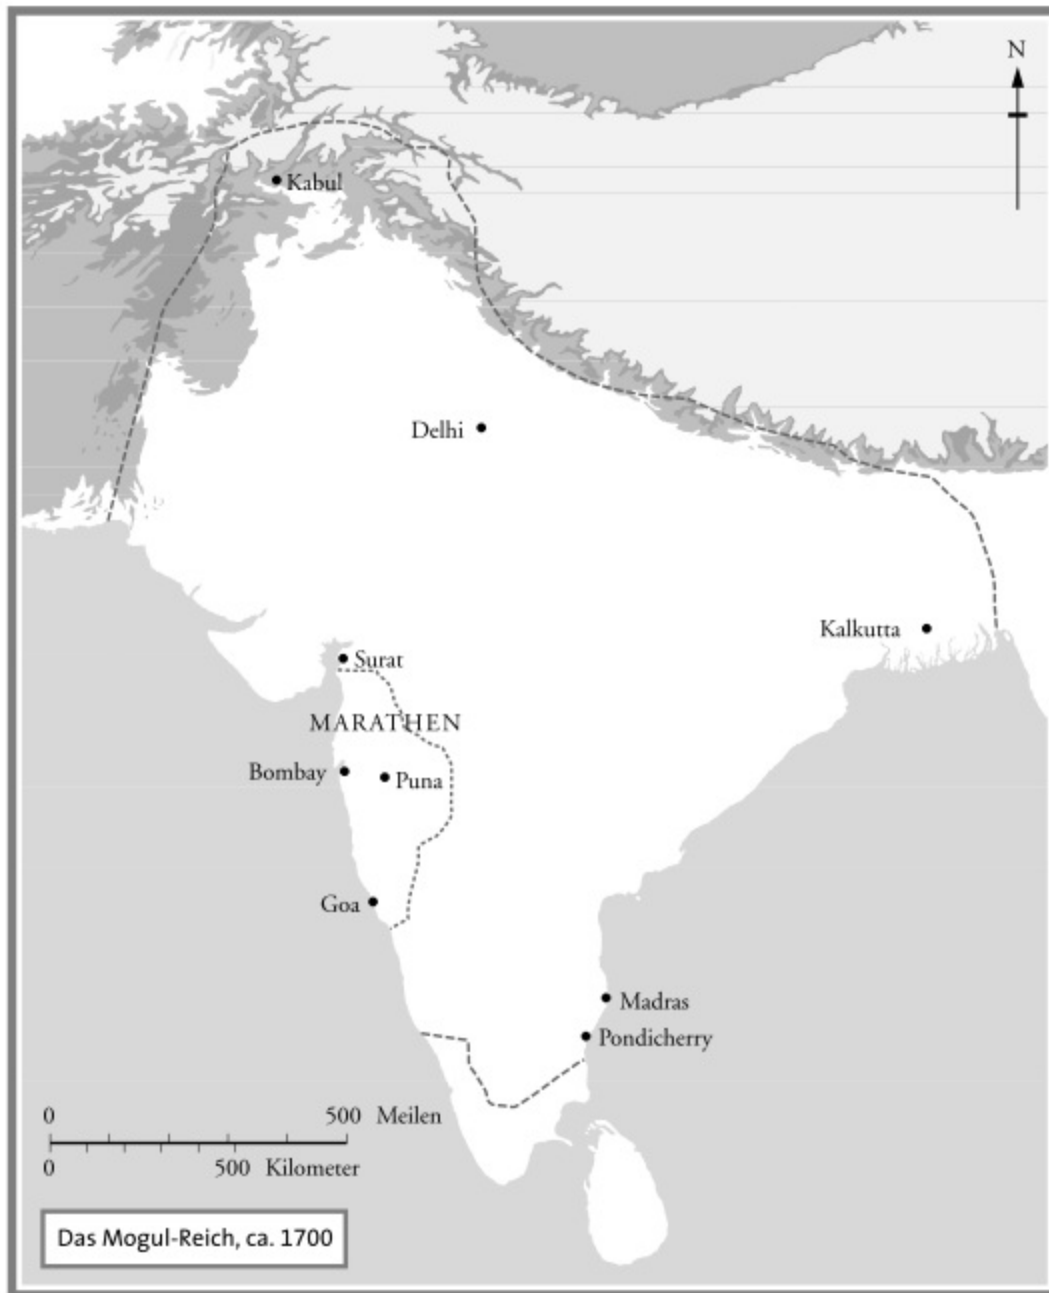 N
Kabul
Delhi
Kalkutta
Surat
MARATHEN
Bombay
Puna
Goa
Madras
Pondicherry
0 500 Meilen
0 500 Kilometer
Das Mogul-Reich, ca. 1700